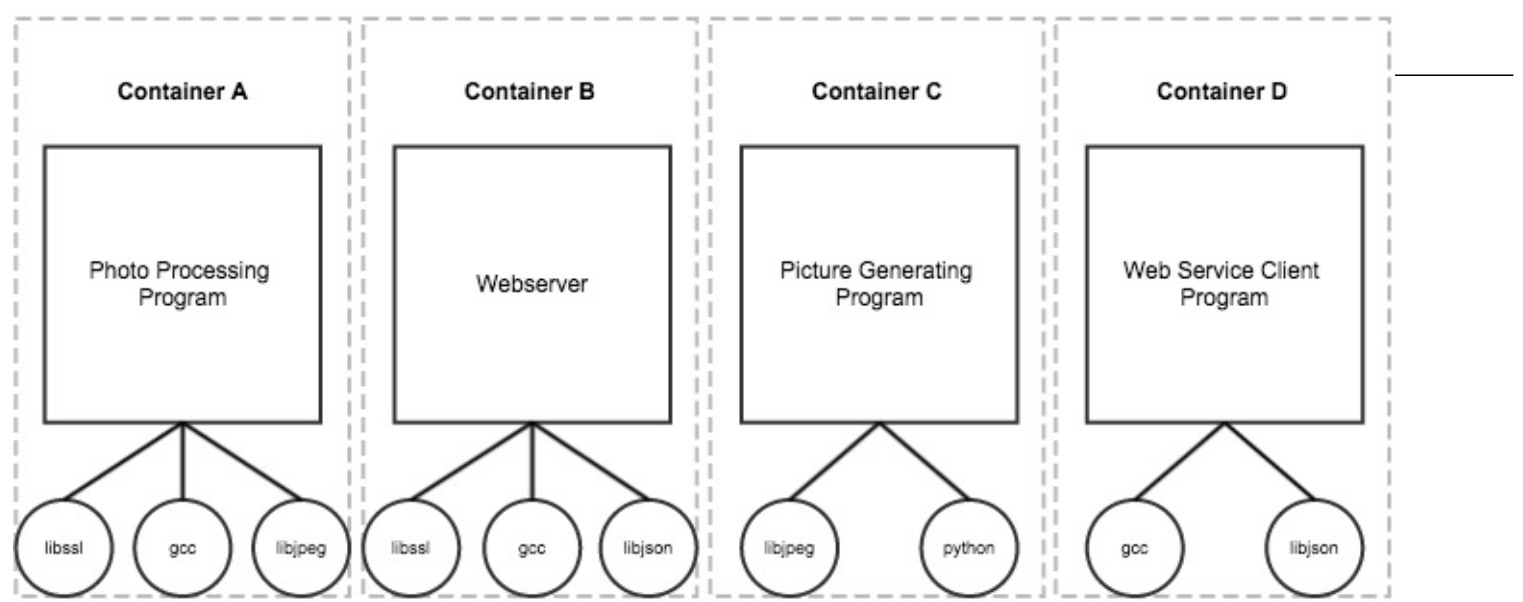 Container A
Container B
Container C
Container D
Photo Processing
Program
Webserver
Picture Generating
Program
Web Service Client
Program
libssl
gcc
libjpeg
libssl
gcc
libjson
libjpeg
python
gcc
libjson